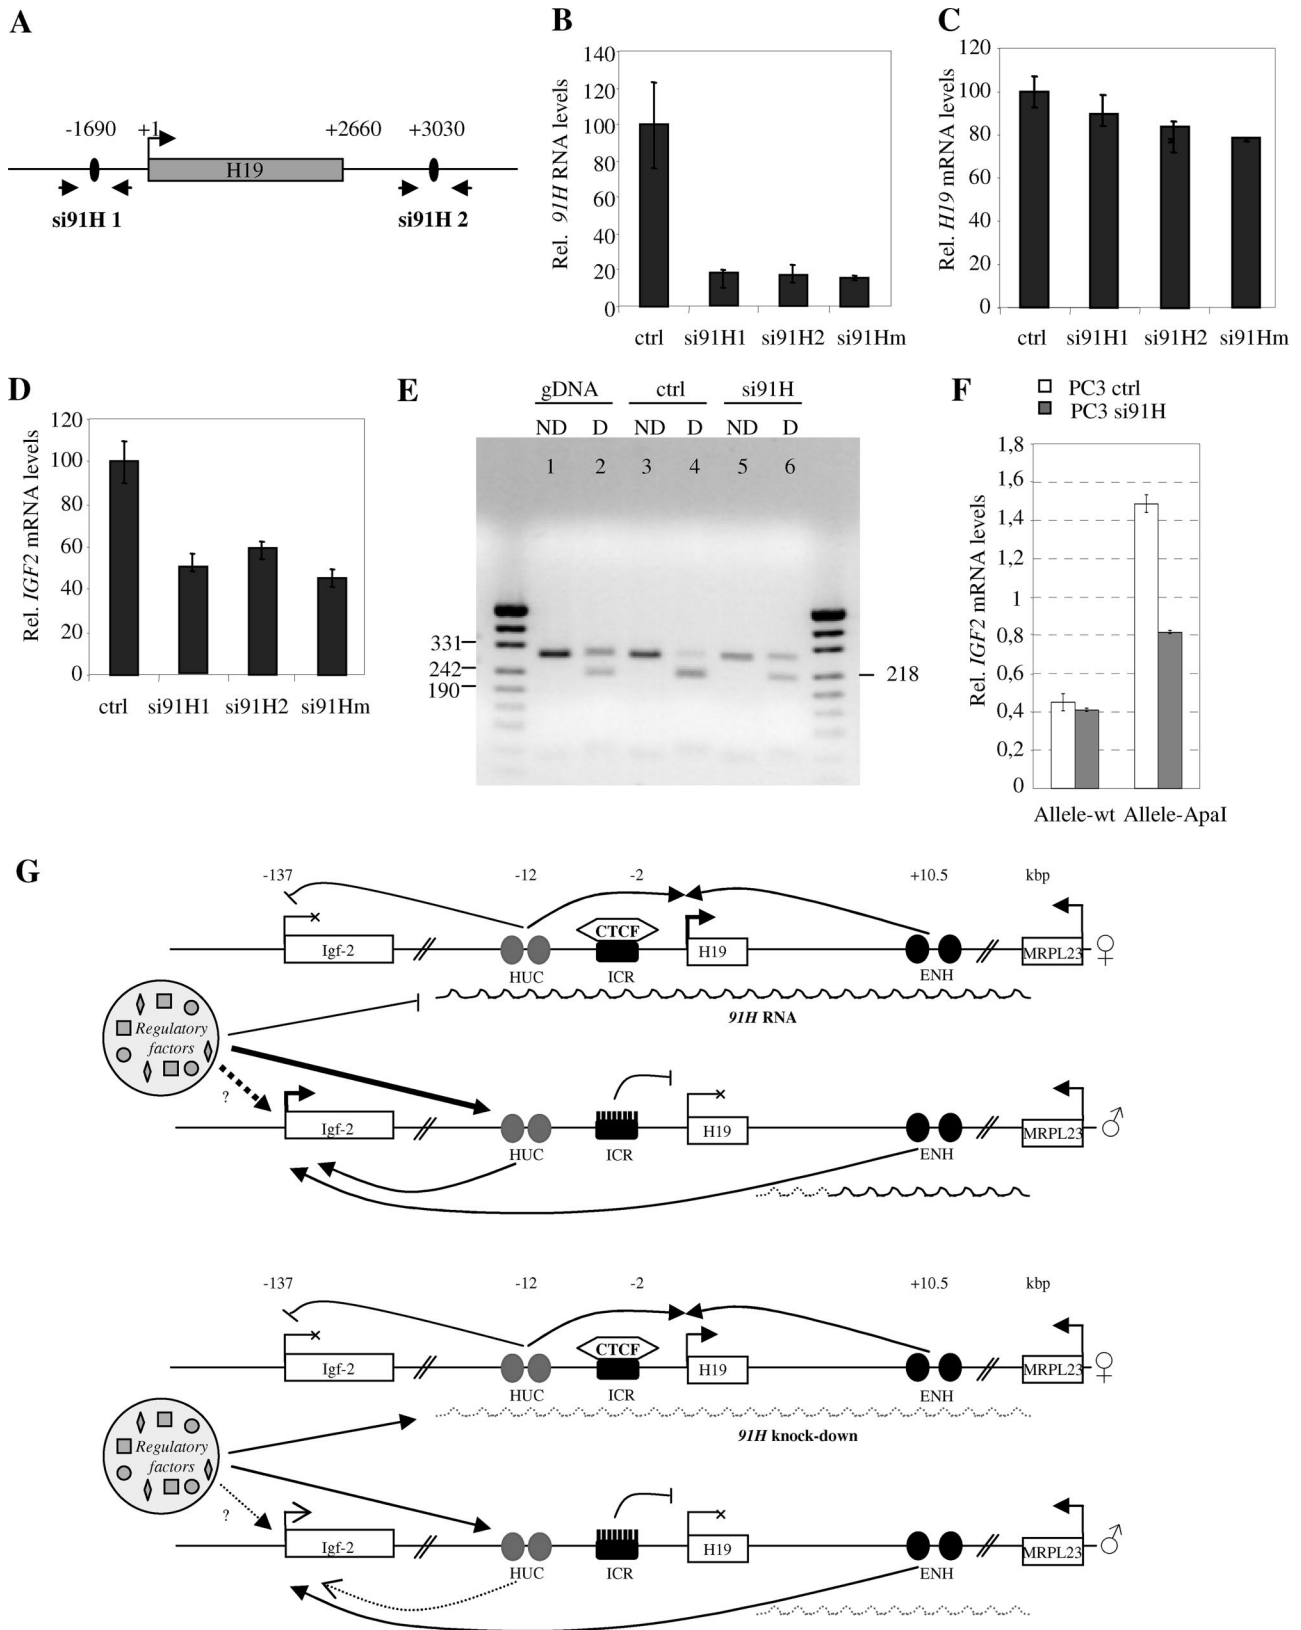 A
-1690
+1
+2660
+3030
H19
si91H 1
si91H 2
B
Rel. 91H RNA levels
140
120
100
80
60
40
20
0
ctrl
si91H1
si91H2
si91Hm
C
Rel. H19 mRNA levels
120
100
80
60
40
20
0
ctrl
si91H1
si91H2
si91Hm
D
Rel. IGF2 mRNA levels
120
100
80
60
40
20
0
ctrl
si91H1
si91H2
si91Hm
E
gDNA
ctrl
si91H
ND
D
ND
D
ND
D
1
2
3
4
5
6
331
242
190
218
F
PC3 ctrl
PC3 si91H
Rel. IGF2 mRNA levels
1,8
1,6
1,4
1,2
1
0,8
0,6
0,4
0,2
0
Allele-wt
Allele-ApaI
G
-137
-12
-2
+10.5
kbp
CTCF
Igf-2
H19
MRPL23
♀
HUC
ICR
ENH
91H RNA
Regulatory
factors
?
Igf-2
H19
MRPL23
♂
HUC
ICR
ENH
-137
-12
-2
+10.5
kbp
CTCF
Igf-2
H19
MRPL23
♀
HUC
ICR
ENH
91H knock-down
Regulatory
factors
?
Igf-2
H19
MRPL23
♂
HUC
ICR
ENH